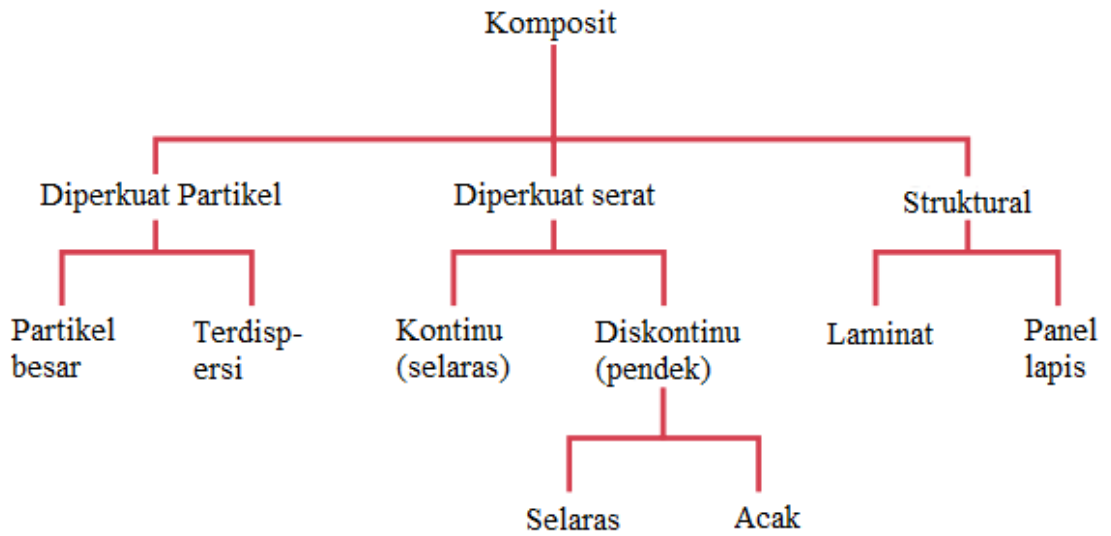 Komposit
Diperkuat Partikel
Diperkuat serat
Struktural
Partikel
besar
Terdisp-
ersi
Kontinu
(selaras)
Diskontinu
(pendek)
Laminat
Panel
lapis
Selaras
Acak